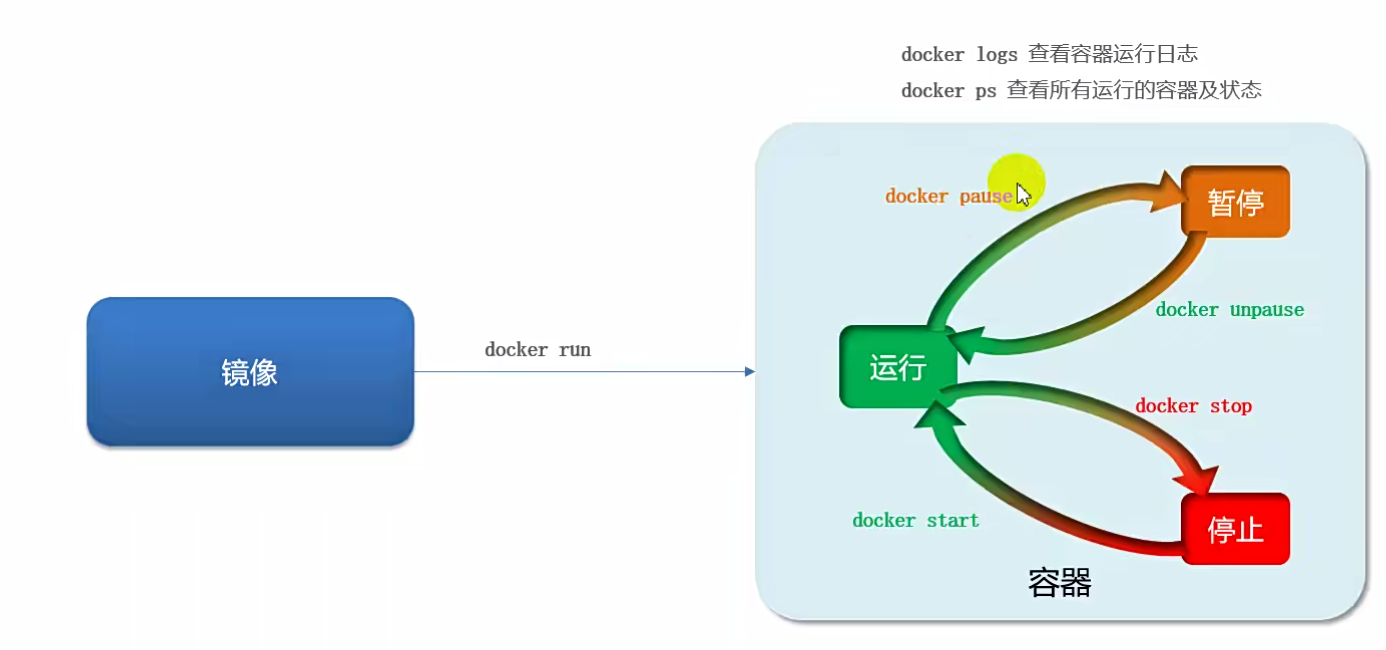 docker logs 查看容器运行日志
docker ps 查看所有运行的容器及状态
docker pause
暂停
docker unpause
镜像
docker run
运行
docker stop
docker start
停止
容器